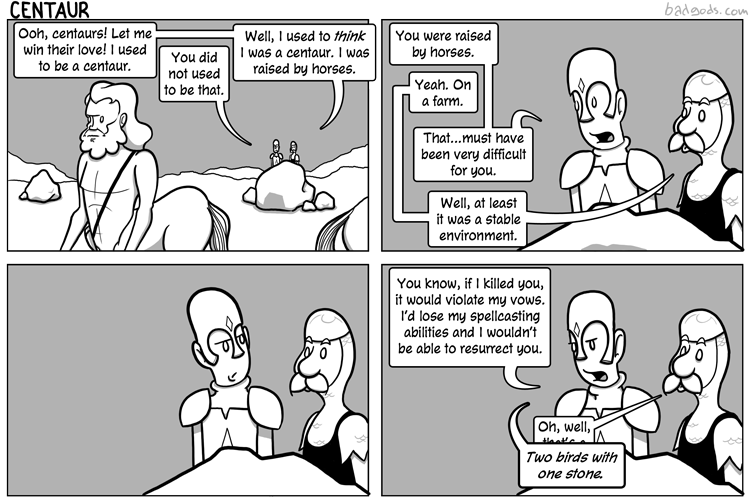 CENTAUR
badgods.com
Ooh, centaurs! Let me
win their love! I used
to be a centaur.
You did
not used
to be that.
Well, I used to think
I was a centaur. I was
raised by horses.
You were raised
by horses.
Yeah. On
a farm.
That...must have
been very difficult
for you.
Well, at least
it was a stable
environment.
You know, if I killed you,
it would violate my vows.
I'd lose my spellcasting
abilities and I wouldn't
be able to resurrect you.
Oh, well,
that's a
Two birds with
one stone.